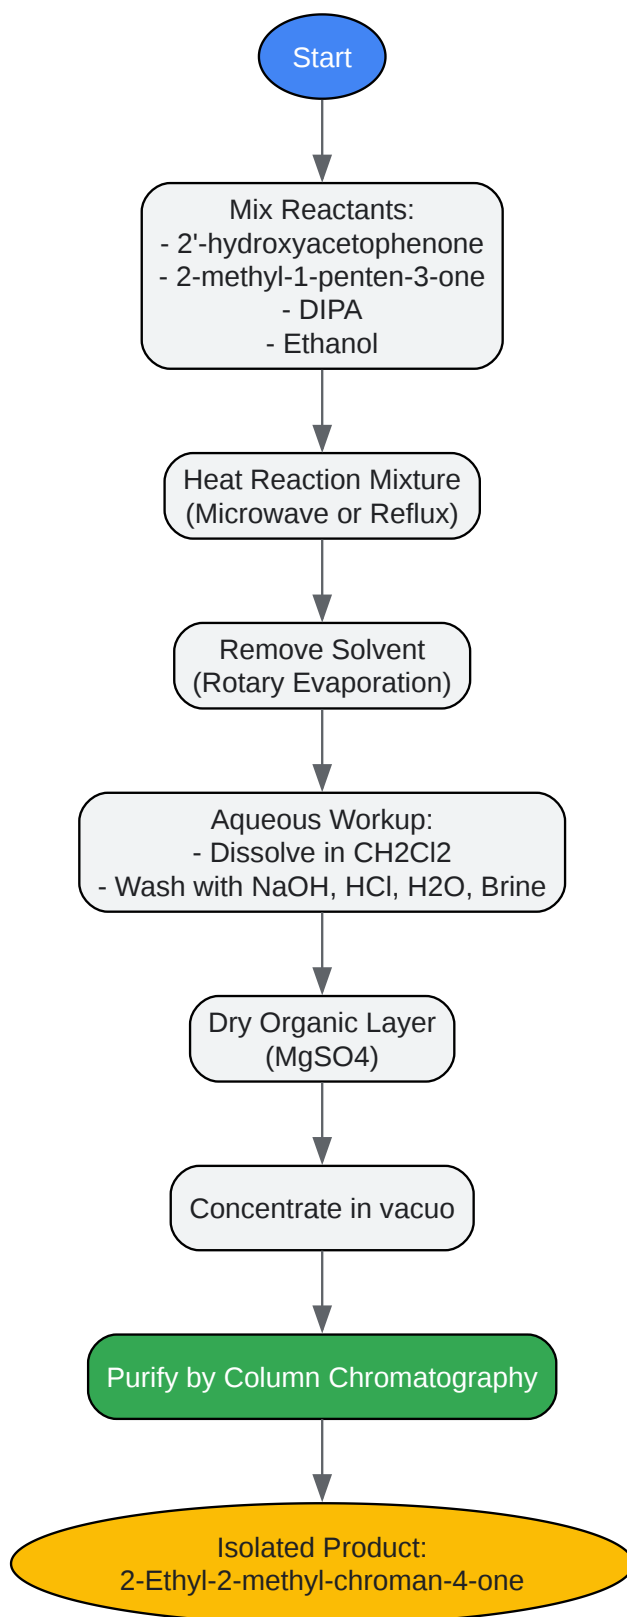 Start
Mix Reactants:
- 2'-hydroxyacetophenone
- 2-methyl-1-penten-3-one
- DIPA
- Ethanol
Heat Reaction Mixture
(Microwave or Reflux)
Remove Solvent
(Rotary Evaporation)
Aqueous Workup:
- Dissolve in CH2Cl2
- Wash with NaOH, HCl, H2O, Brine
Dry Organic Layer
(MgSO4)
Concentrate in vacuo
Purify by Column Chromatography
Isolated Product:
2-Ethyl-2-methyl-chroman-4-one